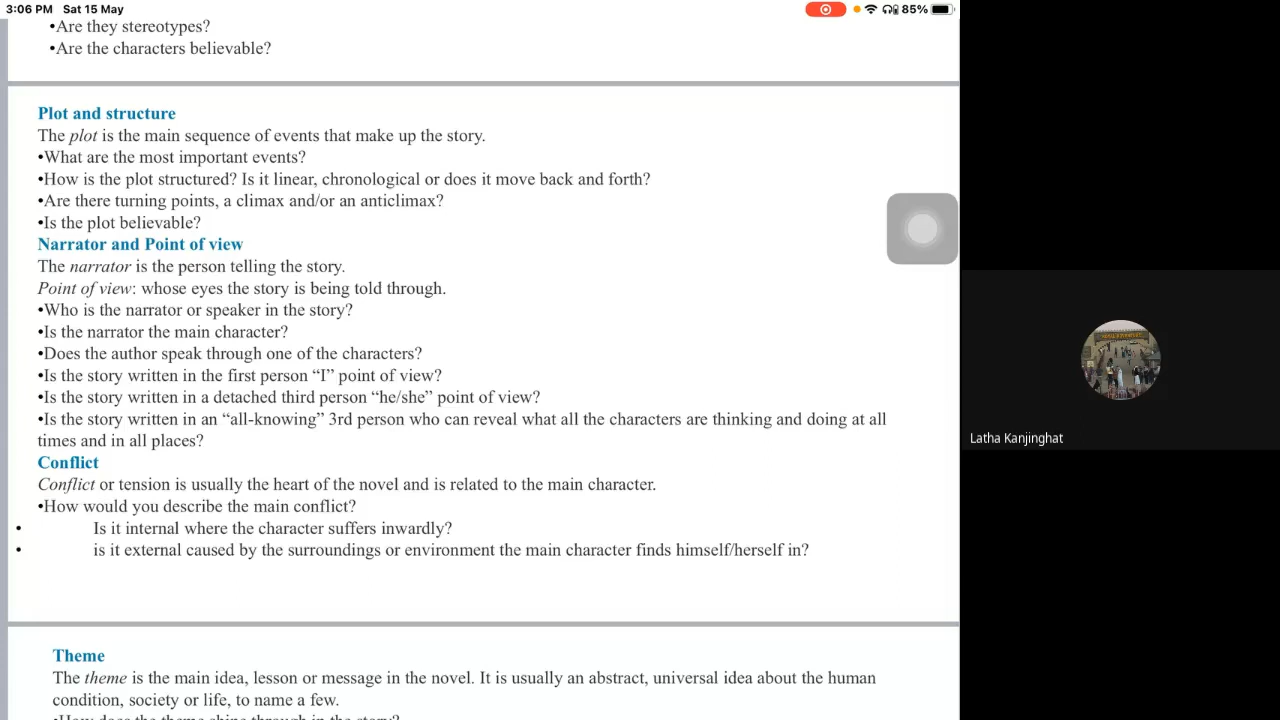 3:06 PM Sat 15 May
85%
•Are they stereotypes?
•Are the characters believable?
Plot and structure
The plot is the main sequence of events that make up the story.
•What are the most important events?
•How is the plot structured? Is it linear, chronological or does it move back and forth?
•Are there turning points, a climax and/or an anticlimax?
•Is the plot believable?
Narrator and Point of view
The narrator is the person telling the story.
Point of view: whose eyes the story is being told through.
•Who is the narrator or speaker in the story?
•Is the narrator the main character?
•Does the author speak through one of the characters?
•Is the story written in the first person “I” point of view?
•Is the story written in a detached third person “he/she” point of view?
•Is the story written in an “all-knowing” 3rd person who can reveal what all the characters are thinking and doing at all
times and in all places?
Conflict
Conflict or tension is usually the heart of the novel and is related to the main character.
•How would you describe the main conflict?
• Is it internal where the character suffers inwardly?
• is it external caused by the surroundings or environment the main character finds himself/herself in?
Theme
The theme is the main idea, lesson or message in the novel. It is usually an abstract, universal idea about the human
condition, society or life, to name a few.
•How does the theme shine through in the story?
Latha Kanjinghat